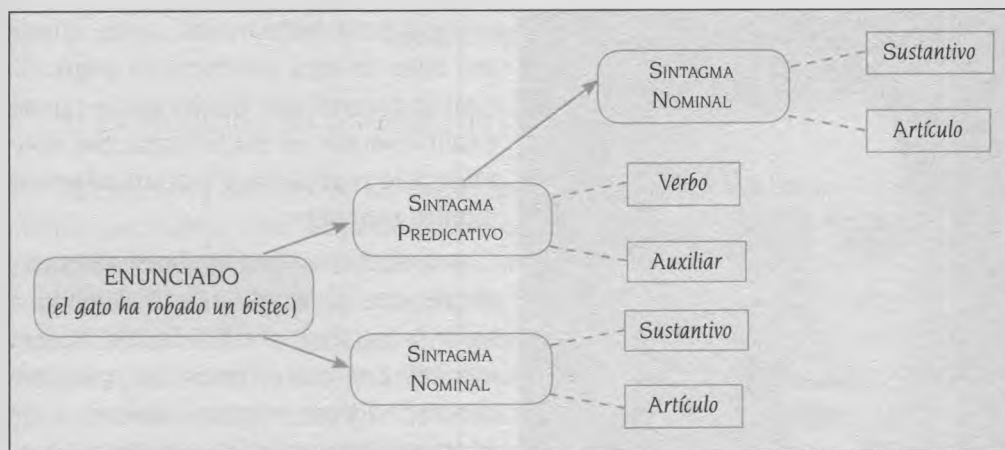 Sustantivo
SINTAGMA
NOMINAL
Artículo
Verbo
SINTAGMA
PREDICATIVO
Auxiliar
ENUNCIADO
(el gato ha robado un bistec)
Sustantivo
SINTAGMA
NOMINAL
Artículo